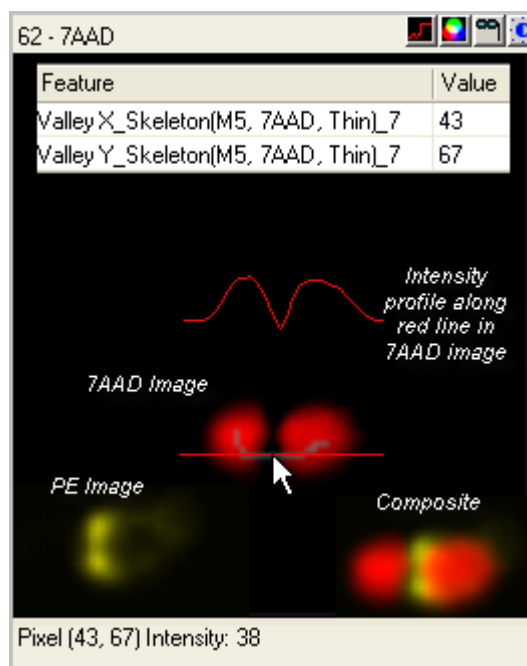 62 - 7AAD
Feature Value
Valley X_Skeleton(M5, 7AAD, Thin)_7 43
Valley Y_Skeleton(M5, 7AAD, Thin)_7 67
Intensity
profile along
red line in
7AAD image
7AAD Image
PE Image
Composite
Pixel (43, 67) Intensity: 38